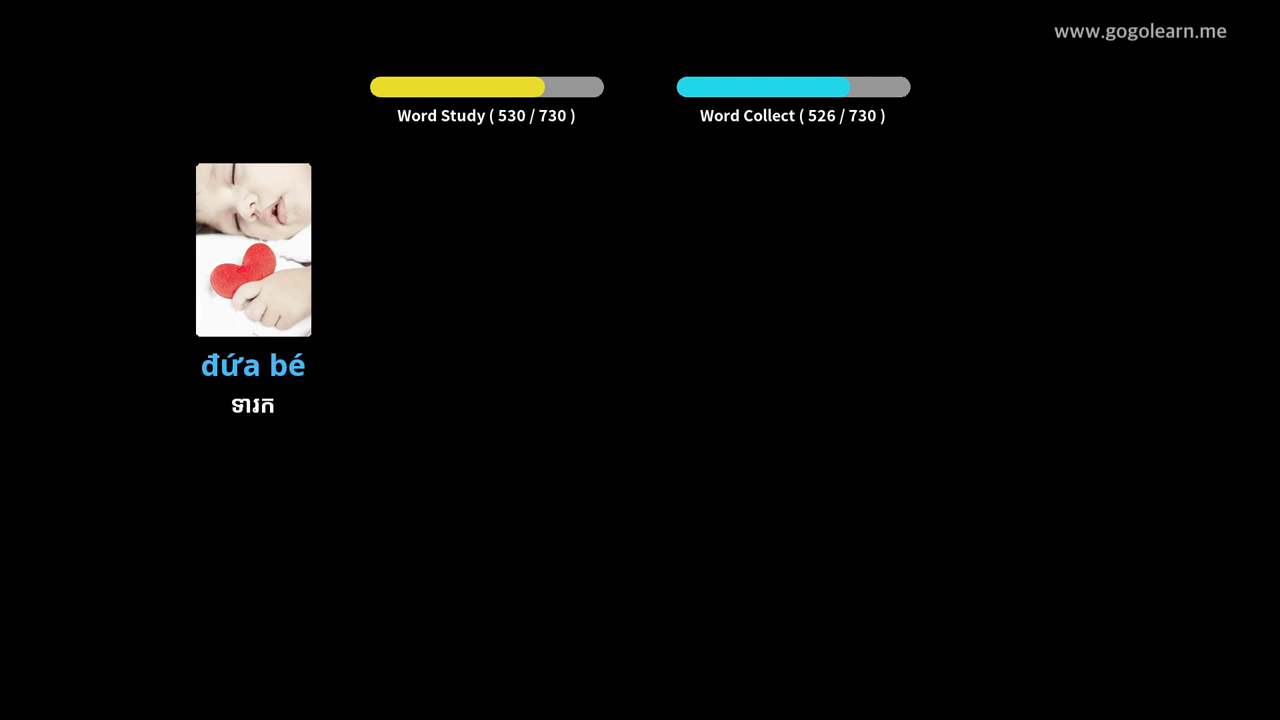 www.gogolearn.me
Word Study ( 530 / 730 )
Word Collect ( 526 / 730 )
đứa bé
ទារក